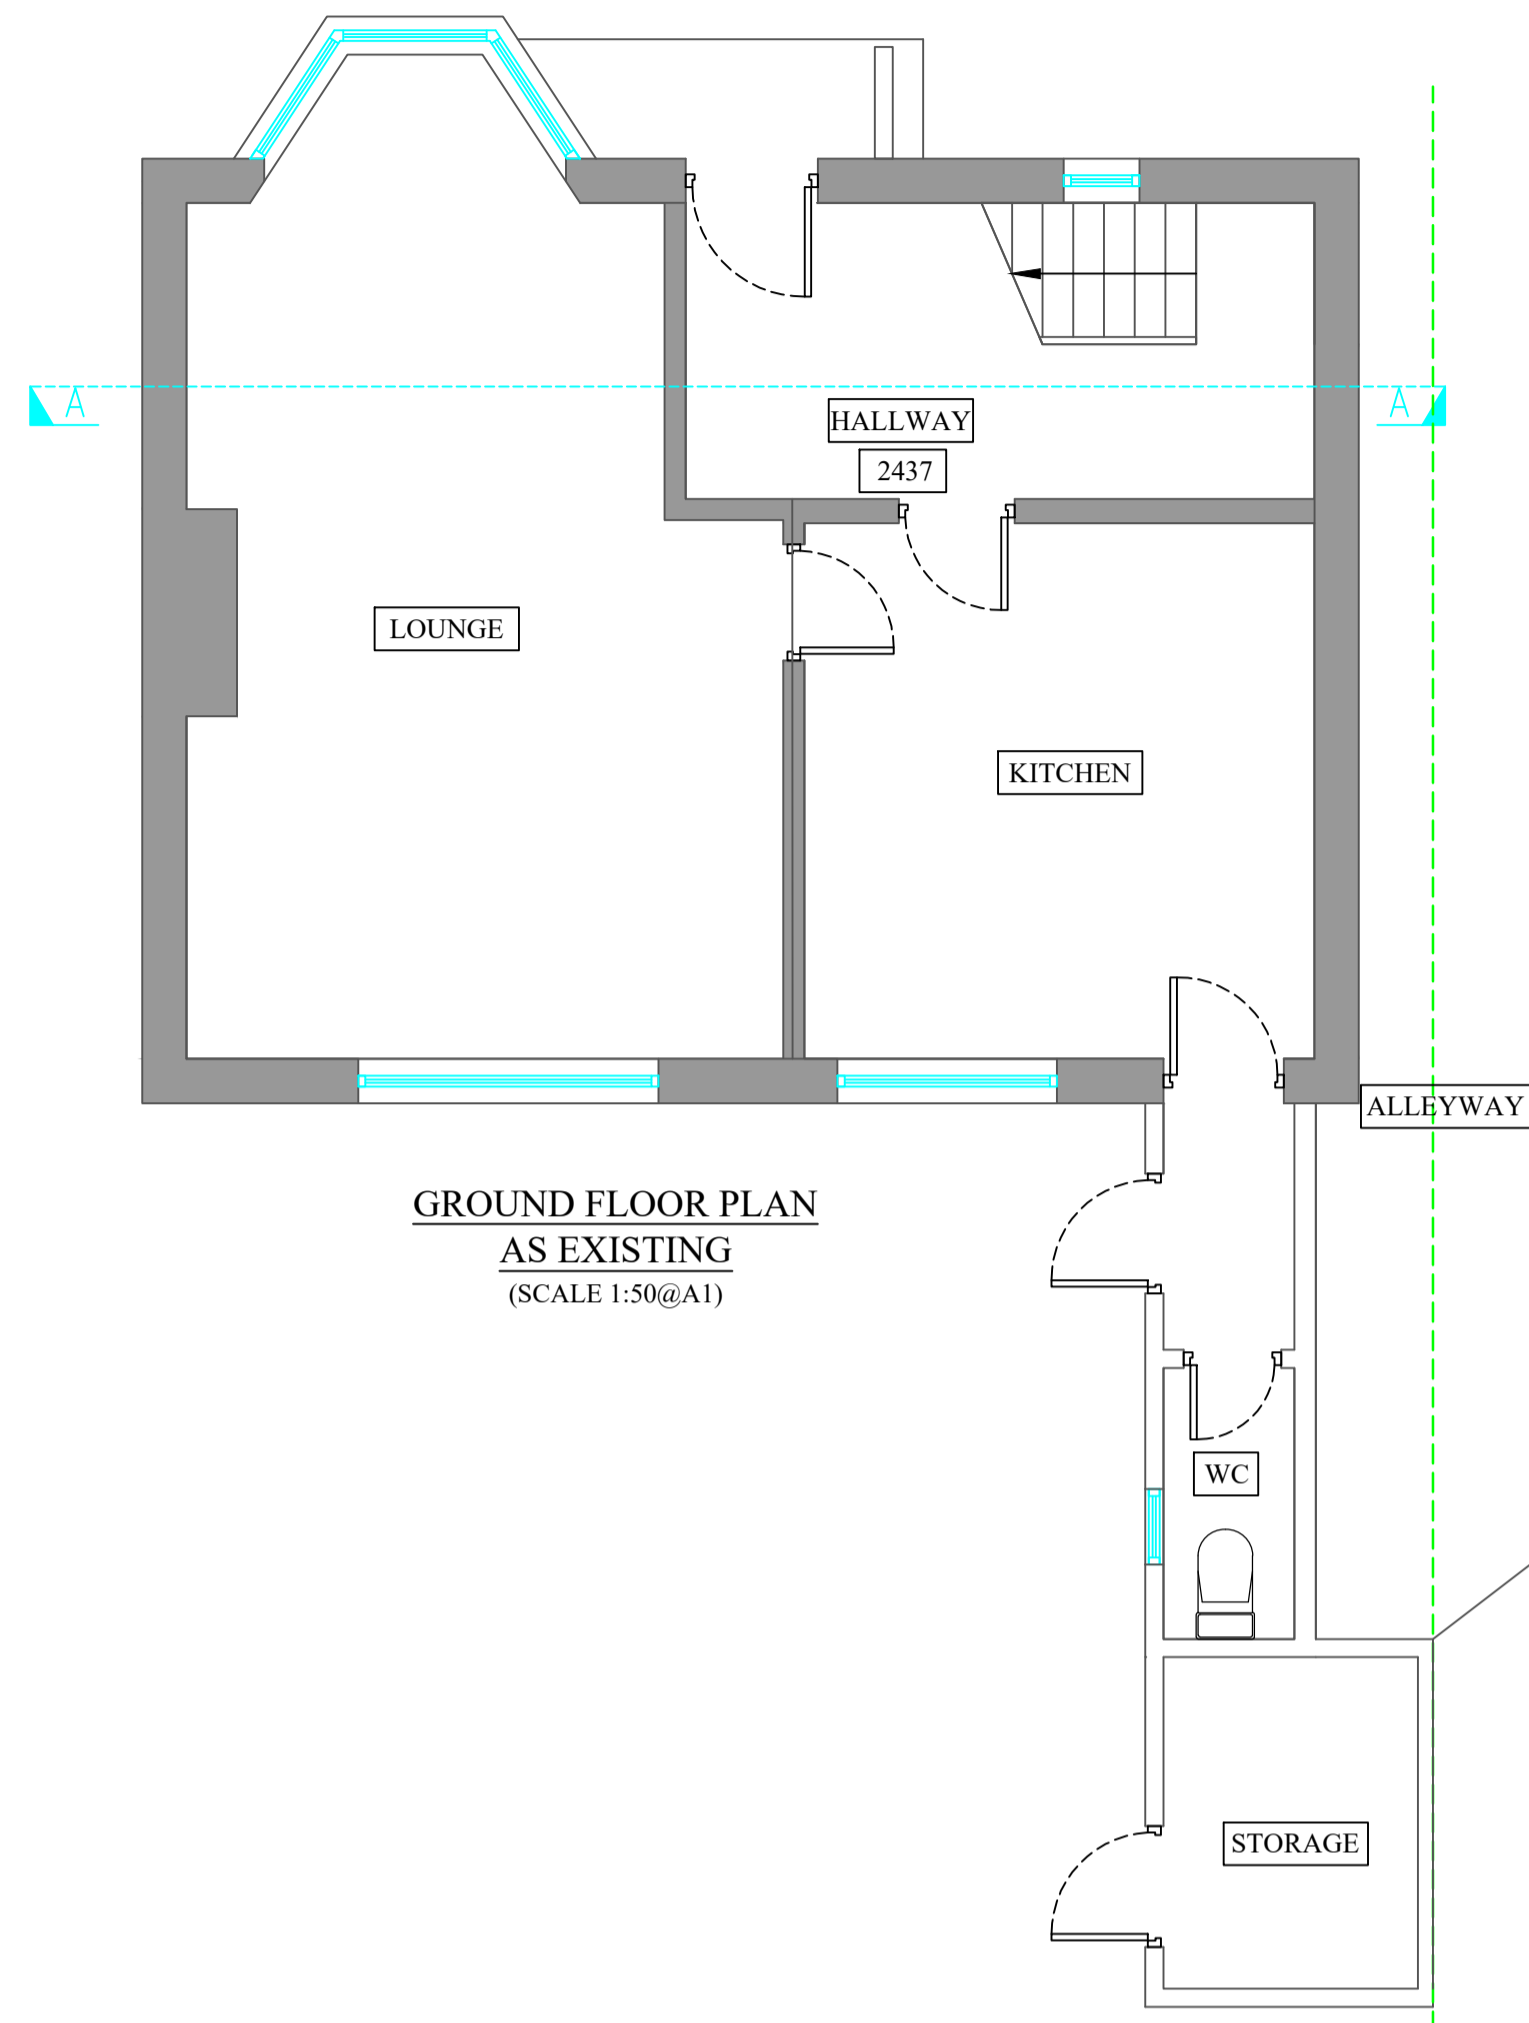 A
A
HALLWAY
2437
LOUNGE
KITCHEN
ALLEYWAY
GROUND FLOOR PLAN
AS EXISTING
(SCALE 1:50@A1)
WC
STORAGE